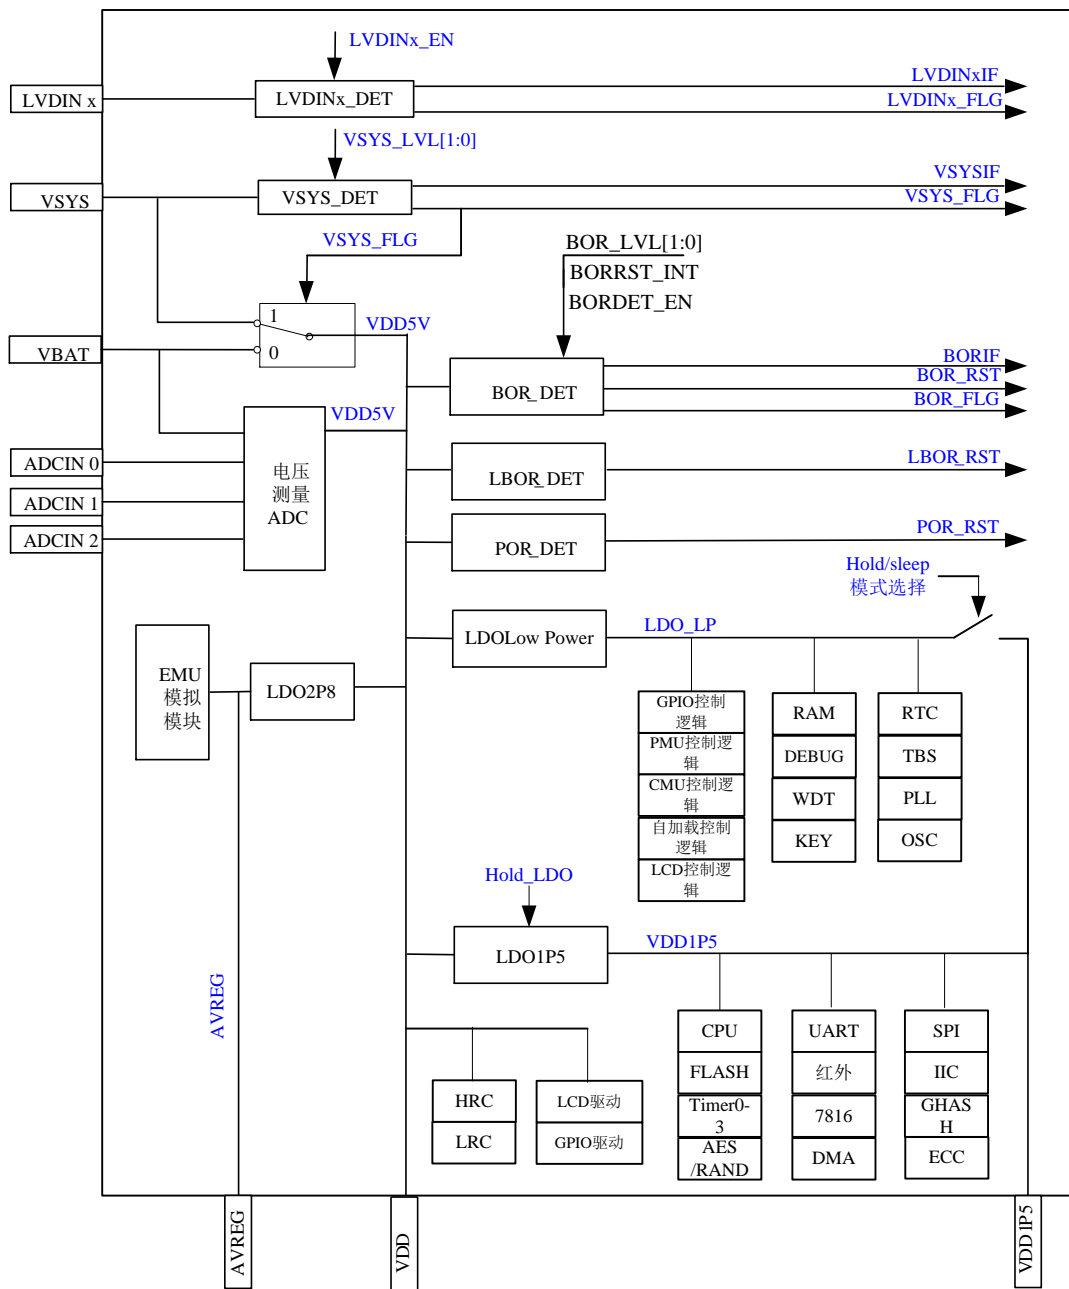 LVDINx_EN
LVDINxIF
LVDIN x
LVDINx_DET
LVDINx_FLG
VSYS_LVL[1:0]
VSYSIF
VSYS
VSYS_DET
VSYS_FLG
VSYS_FLG
BOR_LVL[1:0]
BORRST_INT
BORDET_EN
1
VDD5V
0
VBAT
BORIF
BOR_DET
BOR_RST
BOR_FLG
VDD5V
ADCIN 0
ADCIN 1
ADCIN 2
电压
测量
ADC
LBOR_DET
LBOR_RST
POR_DET
POR_RST
Hold/sleep
模式选择
LDOLow Power
LDO_LP
EMU
模拟
模块
LDO2P8
GPIO控制
逻辑
PMU控制逻
辑
CMU控制逻
辑
自加载控制
逻辑
LCD控制逻
辑
RAM
DEBUG
WDT
KEY
RTC
TBS
PLL
OSC
Hold_LDO
LDO1P5
VDD1P5
AVREG
CPU
FLASH
Timer0-
3
AES
/RAND
UART
红外
7816
DMA
SPI
IIC
GHAS
H
ECC
HRC
LRC
LCD驱动
GPIO驱动
AVREG
VDD
VDD1P5